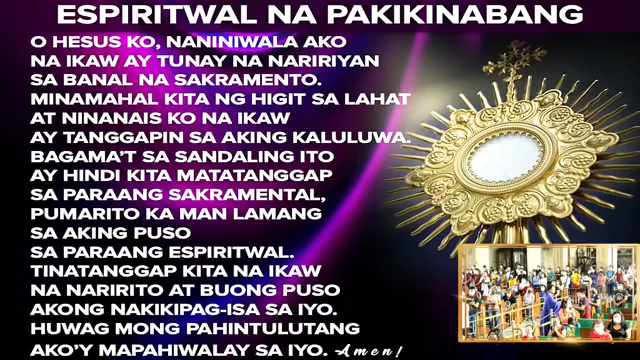 ESPIRITWAL NA PAKIKINABANG
O HESUS KO, NANINIWALA AKO
NA IKAW AY TUNAY NA NARIRIYAN
SA BANAL NA SAKRAMENTO.
MINAMAHAL KITA NG HIGIT SA LAHAT
AT NINANAIS KO NA IKAW
AY TANGGAPIN SA AKING KALULUWA.
BAGAMA'T SA SANDALING ITO
AY HINDI KITA MATATANGGAP
SA PARAANG SAKRAMENTAL,
PUMARITO KA MAN LAMANG
SA AKING PUSO
SA PARAANG ESPIRITWAL.
TINATANGGAP KITA NA IKAW
NA NARIRITO AT BUONG PUSO
AKONG NAKIKIPAG-ISA SA IYO.
HUWAG MONG PAHINTULUTANG
AKO'Y MAPAHIWALAY SA IYO. Amen!